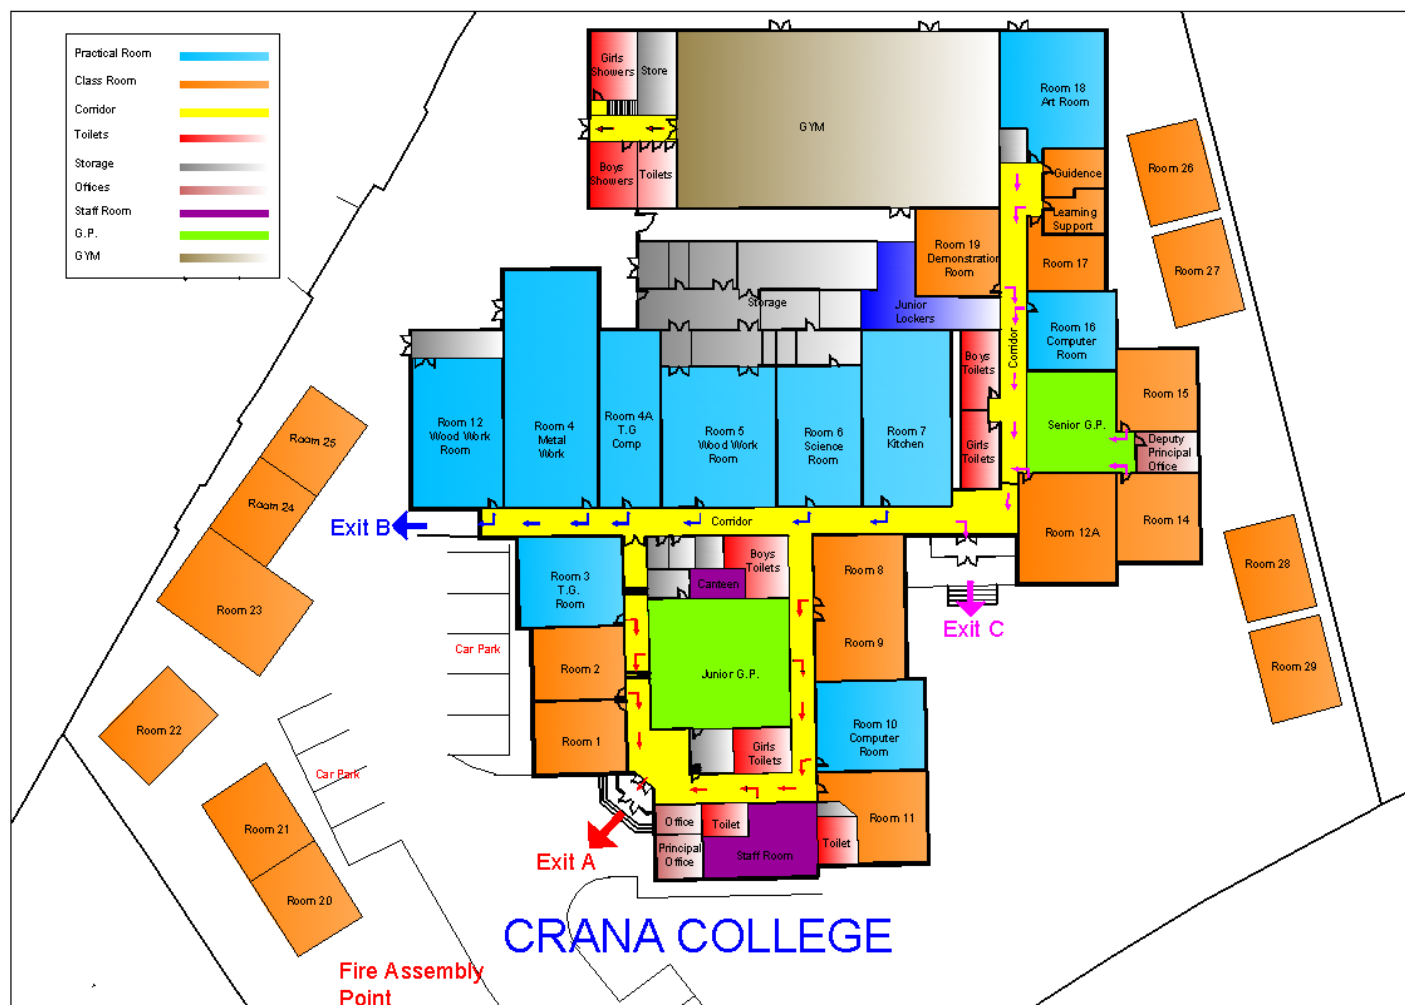 Practical Room
Class Room
Corridor
Toilets
Storage
Offices
Staff Room
G.P.
GYM
Girls
Showers
Store
GYM
Room 18
Art Room
Boys
Showers
Toilets
Guidence
Learning
Support
Room 17
Room 26
Room 27
Room 19
Demonstration
Room
Storage
Junior
Lockers
Corridor
Room 16
Computer
Room
Boys
Toilets
Girls
Toilets
Senior G.P.
Room 15
Deputy
Principal
Office
Room 14
Room 12A
Room 12
Wood Work
Room
Room 4
Metal
Work
Room 4A
T.G
Comp
Room 5
Wood Work
Room
Room 6
Science
Room
Room 7
Kitchen
Room 25
Room 24
Room 23
Exit B
Corridor
Room 3
T.G.
Room
Boys
Toilets
Canteen
Room 8
Room 9
Exit C
Room 28
Room 29
Car Park
Room 2
Junior G.P.
Room 1
Girls
Toilets
Room 10
Computer
Room
Room 22
Car Park
Room 21
Room 20
Office
Toilet
Principal
Office
Staff Room
Toilet
Room 11
Exit A
CRANA COLLEGE
Fire Assembly
Point